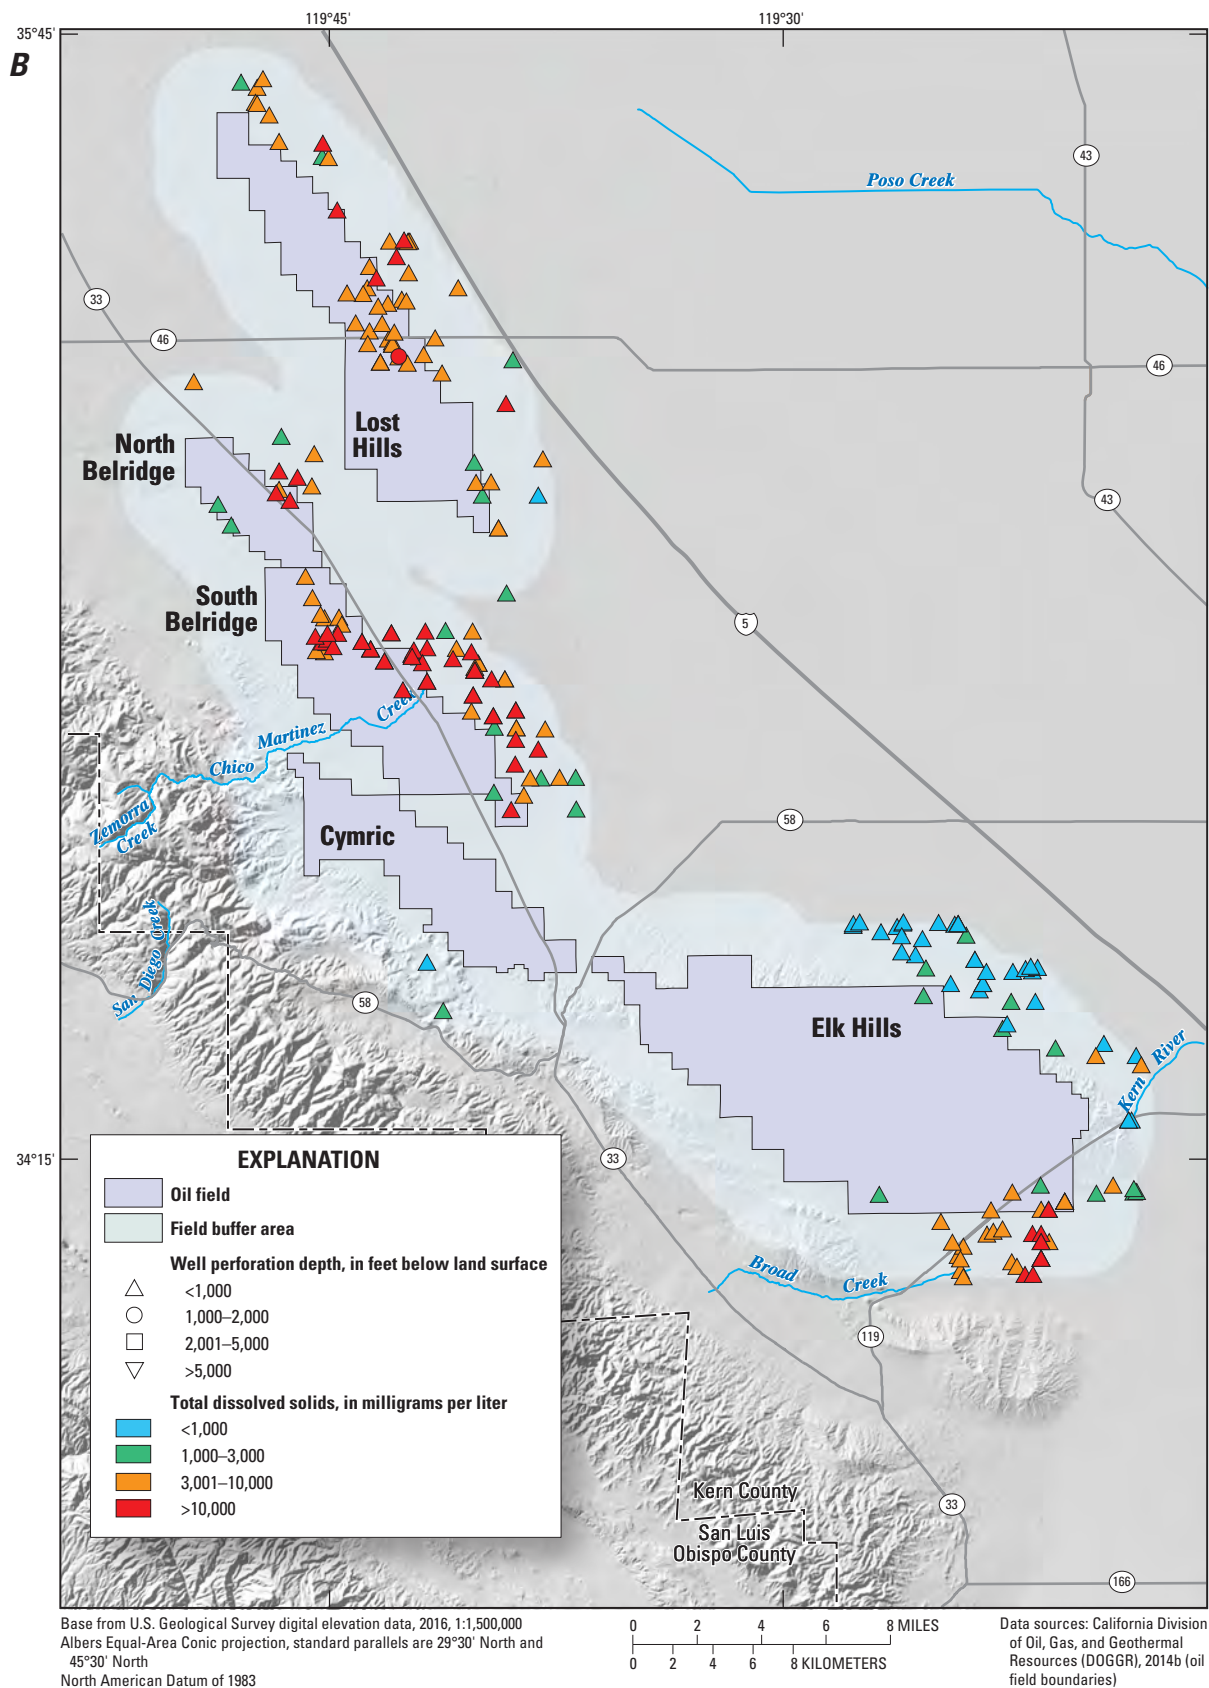 119°45'
119°30'
35°45'
B
43
Poso Creek
33
46
46
Lost
Hills
North
Belridge
43
South
Belridge
5
Creek
Martinez
Chico
Zemorra
Creek
58
Cymric
San Diego Creek
58
Elk Hills
Kern River
34°15'
33
EXPLANATION
Oil field
Field buffer area
Well perforation depth, in feet below land surface
<1,000
1,000–2,000
2,001–5,000
>5,000
Total dissolved solids, in milligrams per liter
<1,000
1,000–3,000
3,001–10,000
>10,000
Broad Creek
119
Kern County
San Luis
Obispo County
33
166
Base from U.S. Geological Survey digital elevation data, 2016, 1:1,500,000
Albers Equal-Area Conic projection, standard parallels are 29°30' North and
45°30' North
North American Datum of 1983
0 2 4 6 8 MILES
0 2 4 6 8 KILOMETERS
Data sources: California Division
of Oil, Gas, and Geothermal
Resources (DOGGR), 2014b (oil
field boundaries)